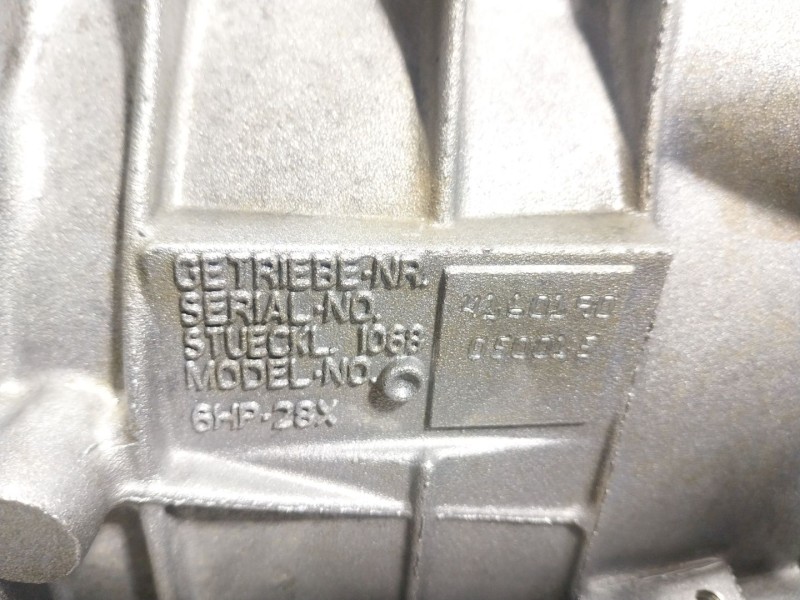 GETRIEBE·NR.
SERIAL·NO.
STUECKL. 1068
MODEL·NO.
6HP·28X